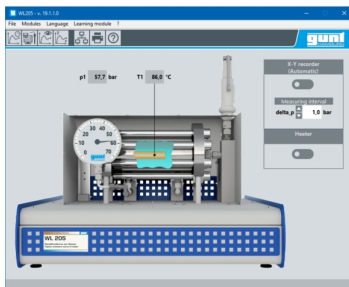 WL205 - v. 19.1.1.0
File Modules Language Learning module ?
gunt
X-Y recorder
(Automatic)
p1 57,7 bar T1 86,0 °C
Measuring interval
delta_p 1,0 bar
Heater
30 40
20 50
10 60
0 70
gunt
WL 205